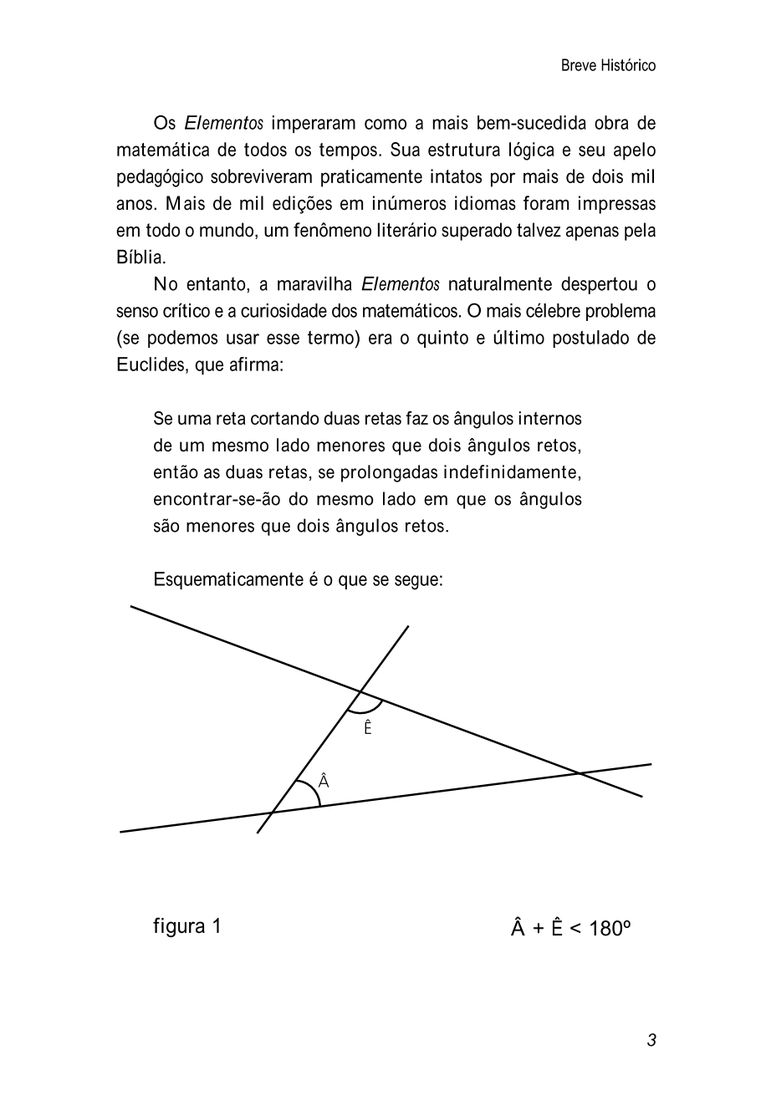 Breve Histórico
Os Elementos imperaram como a mais bem-sucedida obra de
matemática de todos os tempos. Sua estrutura lógica e seu apelo
pedagógico sobreviveram praticamente intatos por mais de dois mil
anos. Mais de mil edições em inúmeros idiomas foram impressas
em todo o mundo, um fenômeno literário superado talvez apenas pela
Bíblia.
No entanto, a maravilha Elementos naturalmente despertou o
senso crítico e a curiosidade dos matemáticos. O mais célebre problema
(se podemos usar esse termo) era o quinto e último postulado de
Euclides, que afirma:
Se uma reta cortando duas retas faz os ângulos internos
de um mesmo lado menores que dois ângulos retos,
então as duas retas, se prolongadas indefinidamente,
encontrar-se-ão do mesmo lado em que os ângulos
são menores que dois ângulos retos.
Esquematicamente é o que se segue:
Ê
Â
figura 1
Â + Ê < 180º
3